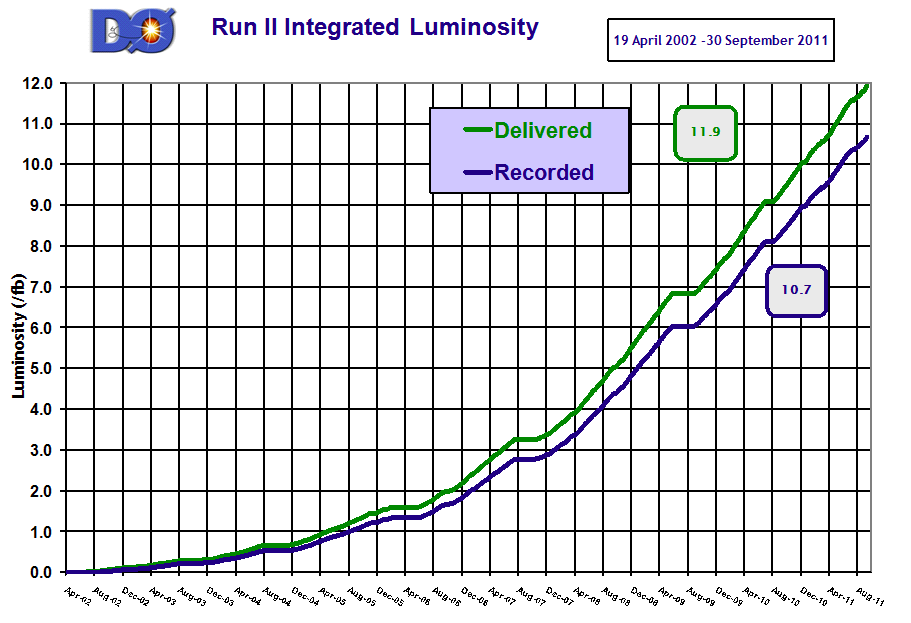 DØ
Run II Integrated Luminosity
19 April 2002 -30 September 2011
12.0
11.0
10.0
9.0
8.0
7.0
6.0
5.0
4.0
3.0
2.0
1.0
0.0
Luminosity (/fb)
Delivered
Recorded
11.9
10.7
Apr-02
Aug-02
Dec-02
Apr-03
Aug-03
Dec-03
Apr-04
Aug-04
Dec-04
Apr-05
Aug-05
Dec-05
Apr-06
Aug-06
Dec-06
Apr-07
Aug-07
Dec-07
Apr-08
Aug-08
Dec-08
Apr-09
Aug-09
Dec-09
Apr-10
Aug-10
Dec-10
Apr-11
Aug-11